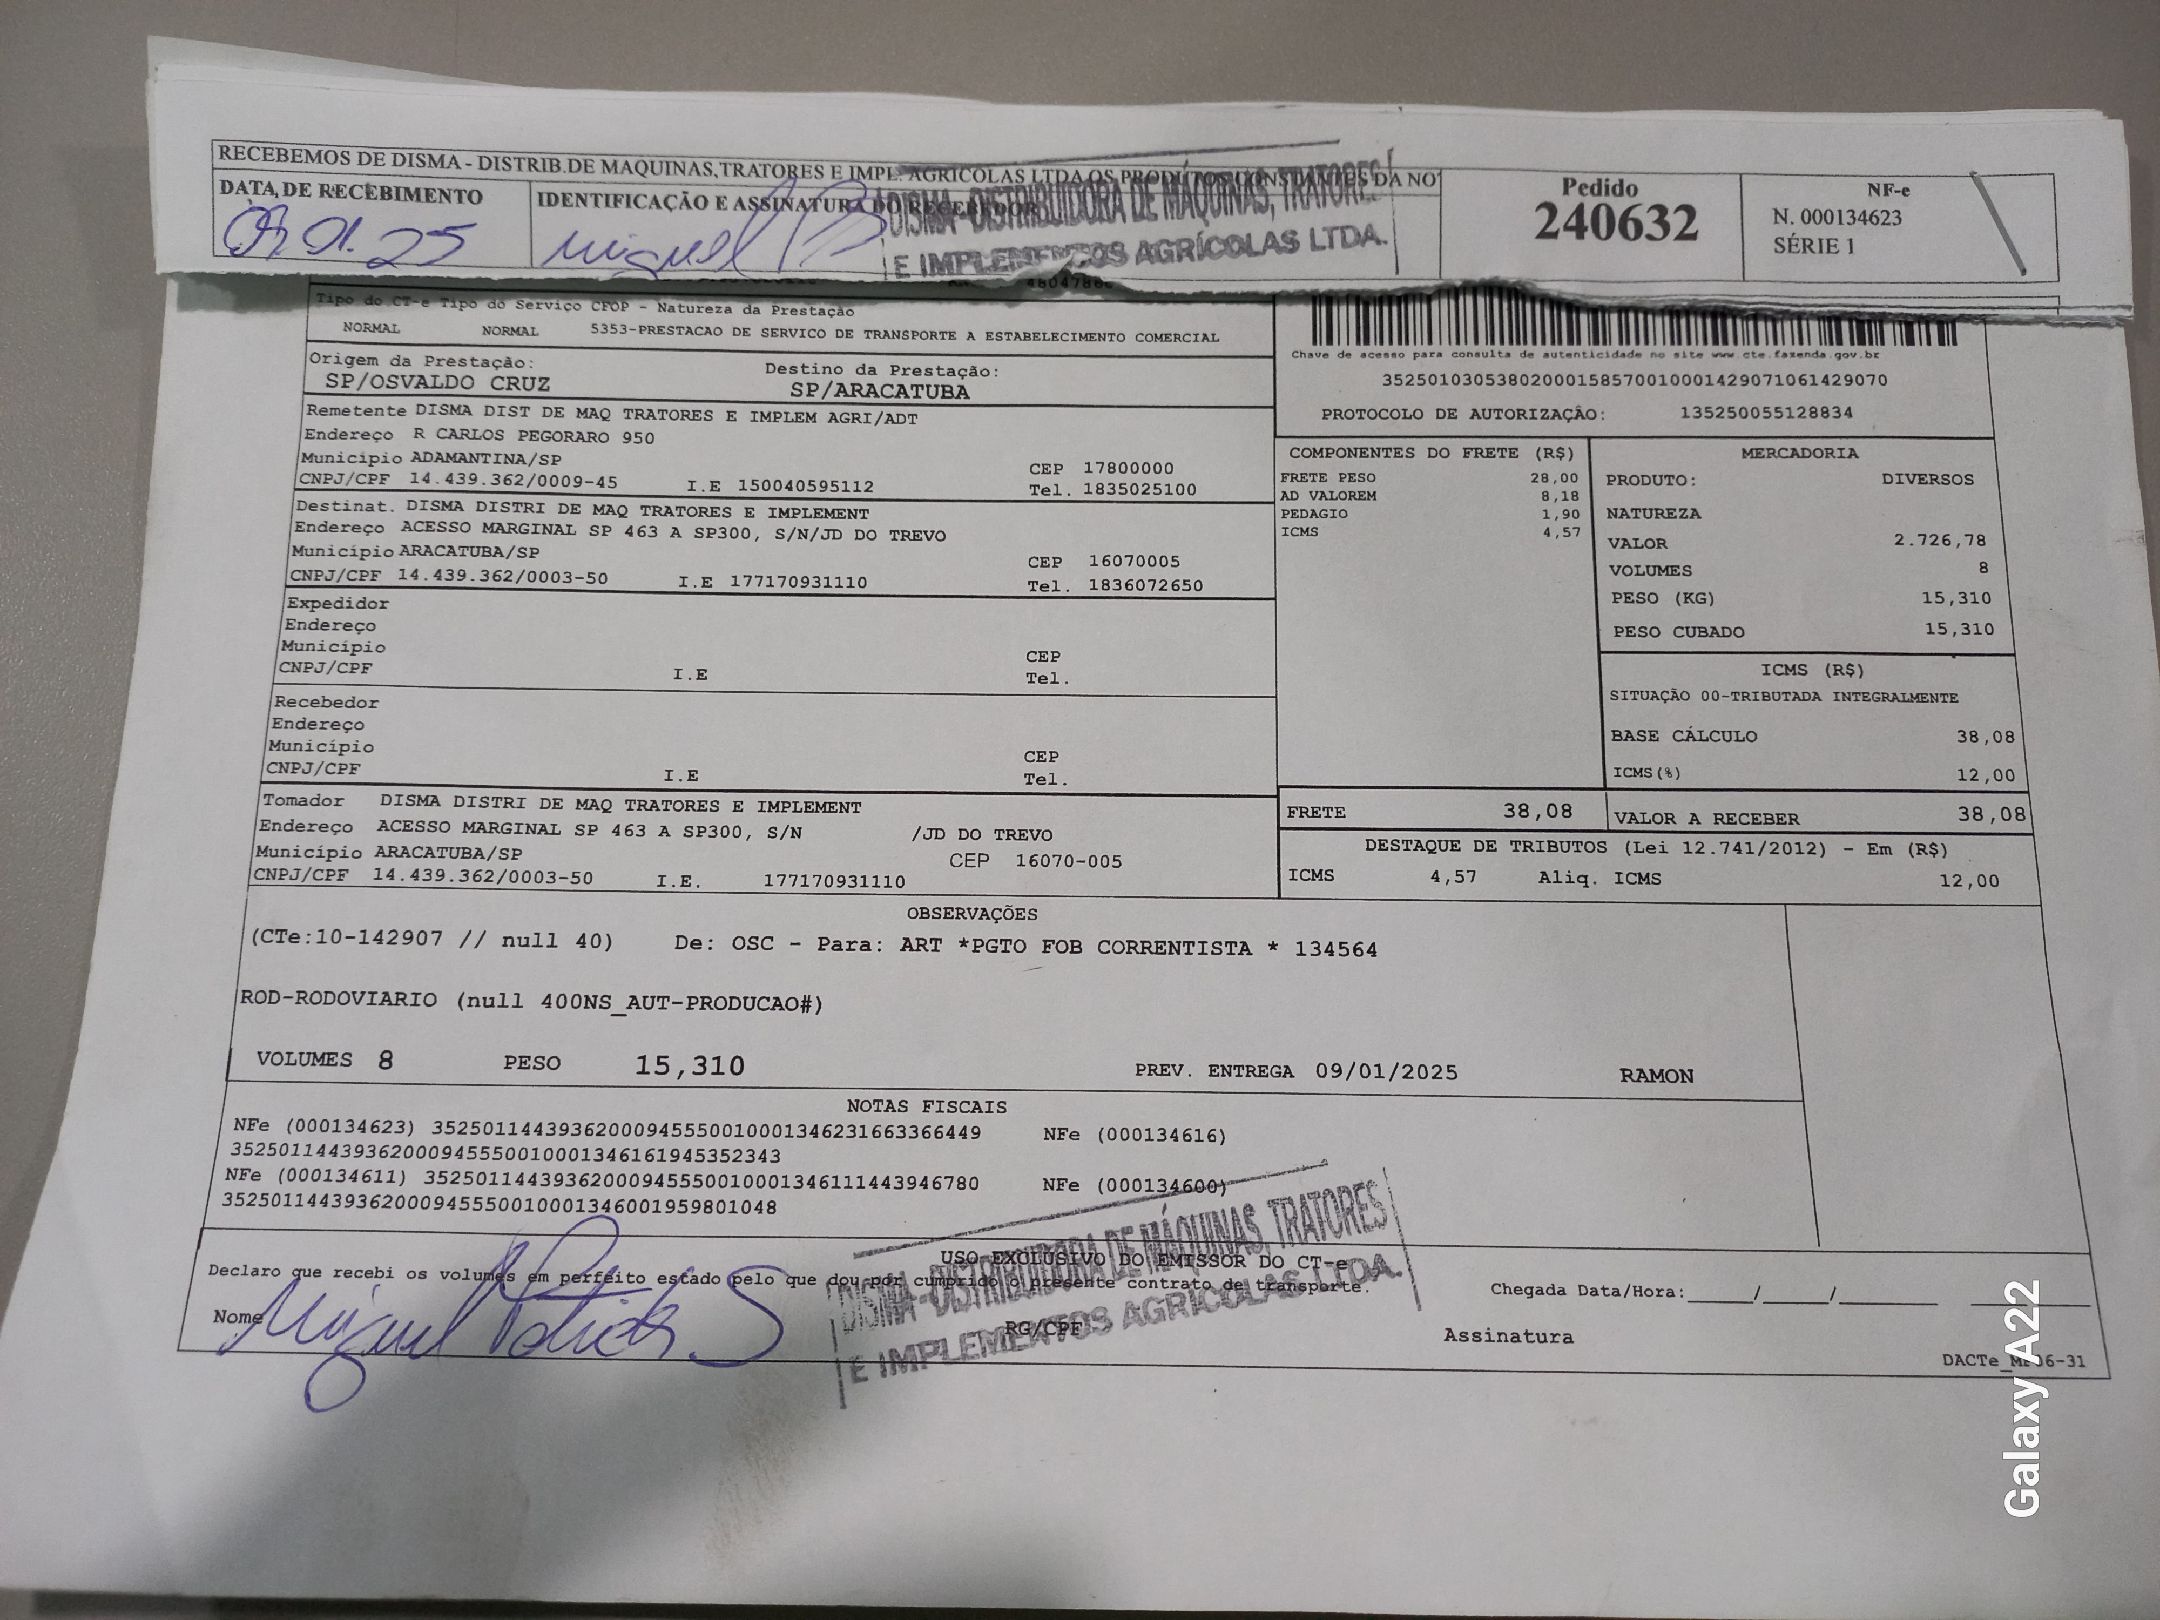 RECEBEMOS DE DISMA - DISTRIB.DE MAQUINAS,TRATORES E IMPL. AGRICOLAS LTDA OS PRODUTOS CONSTANTES DA NO
DATA DE RECEBIMENTO
09.01.25
IDENTIFICAÇÃO E ASSINATURA DO RECEBEDOR
Miguel
DISMA - DISTRIBUIDORA DE MÁQUINAS, TRATORES
E IMPLEMENTOS AGRÍCOLAS LTDA.
Pedido
240632
NF-e
N. 000134623
SÉRIE 1
Tipo do CT-e Tipo do Serviço CFOP - Natureza da Prestação
NORMAL NORMAL 5353-PRESTACAO DE SERVICO DE TRANSPORTE A ESTABELECIMENTO COMERCIAL
Origem da Prestação: Destino da Prestação:
SP/OSVALDO CRUZ SP/ARACATUBA
Remetente DISMA DIST DE MAQ TRATORES E IMPLEM AGRI/ADT
Endereço R CARLOS PEGORARO 950
Município ADAMANTINA/SP CEP 17800000
CNPJ/CPF 14.439.362/0009-45 I.E 150040595112 Tel. 1835025100
Destinat. DISMA DISTRI DE MAQ TRATORES E IMPLEMENT
Endereço ACESSO MARGINAL SP 463 A SP300, S/N/JD DO TREVO
Município ARACATUBA/SP CEP 16070005
CNPJ/CPF 14.439.362/0003-50 I.E 177170931110 Tel. 1836072650
Expedidor
Endereço
Município CEP
CNPJ/CPF I.E Tel.
Recebedor
Endereço
Município CEP
CNPJ/CPF I.E Tel.
Tomador DISMA DISTRI DE MAQ TRATORES E IMPLEMENT
Endereço ACESSO MARGINAL SP 463 A SP300, S/N /JD DO TREVO
Município ARACATUBA/SP CEP 16070-005
CNPJ/CPF 14.439.362/0003-50 I.E. 177170931110
Chave de acesso para consulta de autenticidade no site www.cte.fazenda.gov.br
35250103053802000158570010001429071061429070
PROTOCOLO DE AUTORIZAÇÂO: 135250055128834
COMPONENTES DO FRETE (R$)
FRETE PESO 28,00
AD VALOREM 8,18
PEDAGIO 1,90
ICMS 4,57
MERCADORIA
PRODUTO: DIVERSOS
NATUREZA
VALOR 2.726,78
VOLUMES 8
PESO (KG) 15,310
PESO CUBADO 15,310
ICMS (R$)
SITUAÇÃO 00-TRIBUTADA INTEGRALMENTE
BASE CÁLCULO 38,08
ICMS(%) 12,00
FRETE 38,08 VALOR A RECEBER 38,08
DESTAQUE DE TRIBUTOS (Lei 12.741/2012) - Em (R$)
ICMS 4,57 Aliq. ICMS 12,00
OBSERVAÇÕES
(CTe:10-142907 // null 40) De: OSC - Para: ART *PGTO FOB CORRENTISTA * 134564
ROD-RODOVIARIO (null 400NS_AUT-PRODUCAO#)
VOLUMES 8 PESO 15,310 PREV. ENTREGA 09/01/2025 RAMON
NOTAS FISCAIS
NFe (000134623) 35250114439362000945550010001346231663366449 NFe (000134616)
35250114439362000945550010001346161945352343
NFe (000134611) 35250114439362000945550010001346111443946780 NFe (000134600)
35250114439362000945550010001346001959801048
USO EXCLUSIVO DO EMISSOR DO CT-e
Declaro que recebi os volumes em perfeito estado pelo que dou por cumprido o presente contrato de transporte.
Chegada Data/Hora:_____/_____/_______
Nome Miguel
RG/CPF
Assinatura
DISMA - DISTRIBUIDORA DE MÁQUINAS, TRATORES
E IMPLEMENTOS AGRÍCOLAS LTDA.
Galaxy A22